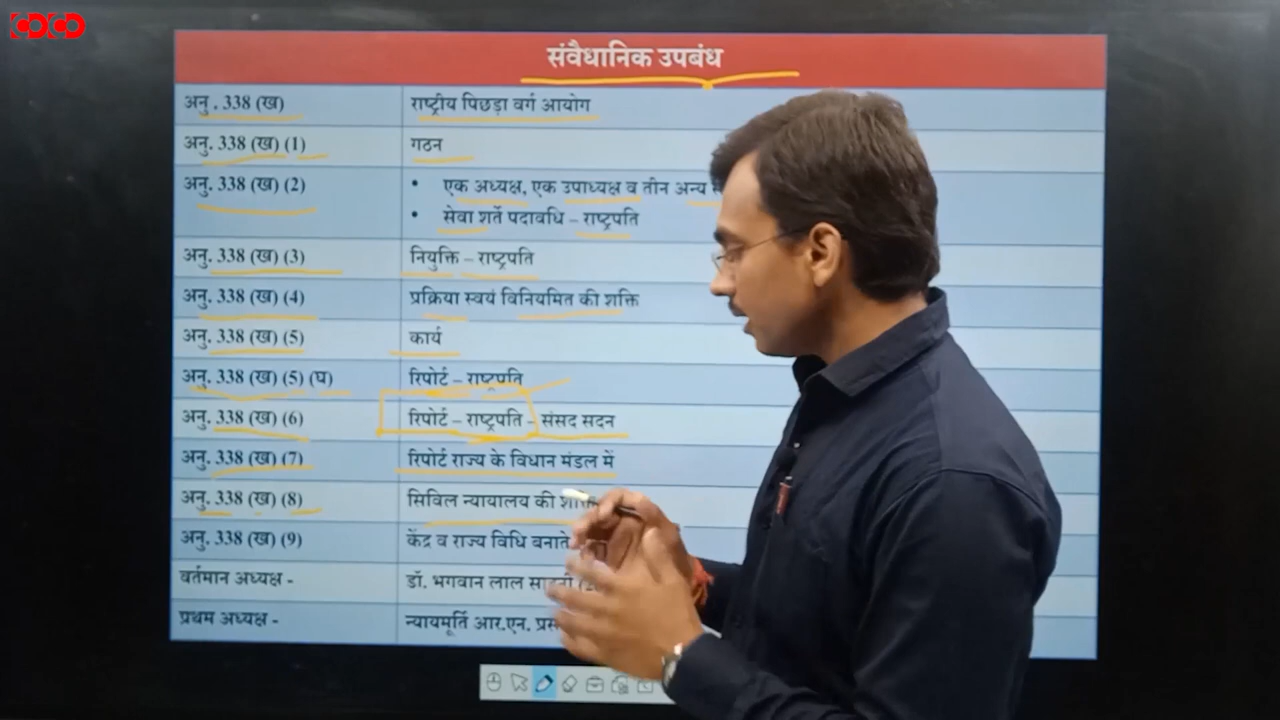 संवैधानिक उपबंध
अनु . 338 (ख) राष्ट्रीय पिछड़ा वर्ग आयोग
अनु. 338 (ख) (1) गठन
अनु. 338 (ख) (2) • एक अध्यक्ष, एक उपाध्यक्ष व तीन अन्य
• सेवा शर्ते पदावधि – राष्ट्रपति
अनु. 338 (ख) (3) नियुक्ति – राष्ट्रपति
अनु. 338 (ख) (4) प्रक्रिया स्वयं विनियमित की शक्ति
अनु. 338 (ख) (5) कार्य
अनु. 338 (ख) (5) (घ) रिपोर्ट – राष्ट्रपति
अनु. 338 (ख) (6) रिपोर्ट – राष्ट्रपति – संसद सदन
अनु. 338 (ख) (7) रिपोर्ट राज्य के विधान मंडल में
अनु. 338 (ख) (8) सिविल न्यायालय की
अनु. 338 (ख) (9) केंद्र व राज्य विधि बनाते
वर्तमान अध्यक्ष - डॉ. भगवान लाल
प्रथम अध्यक्ष - न्यायमूर्ति आर.एन.